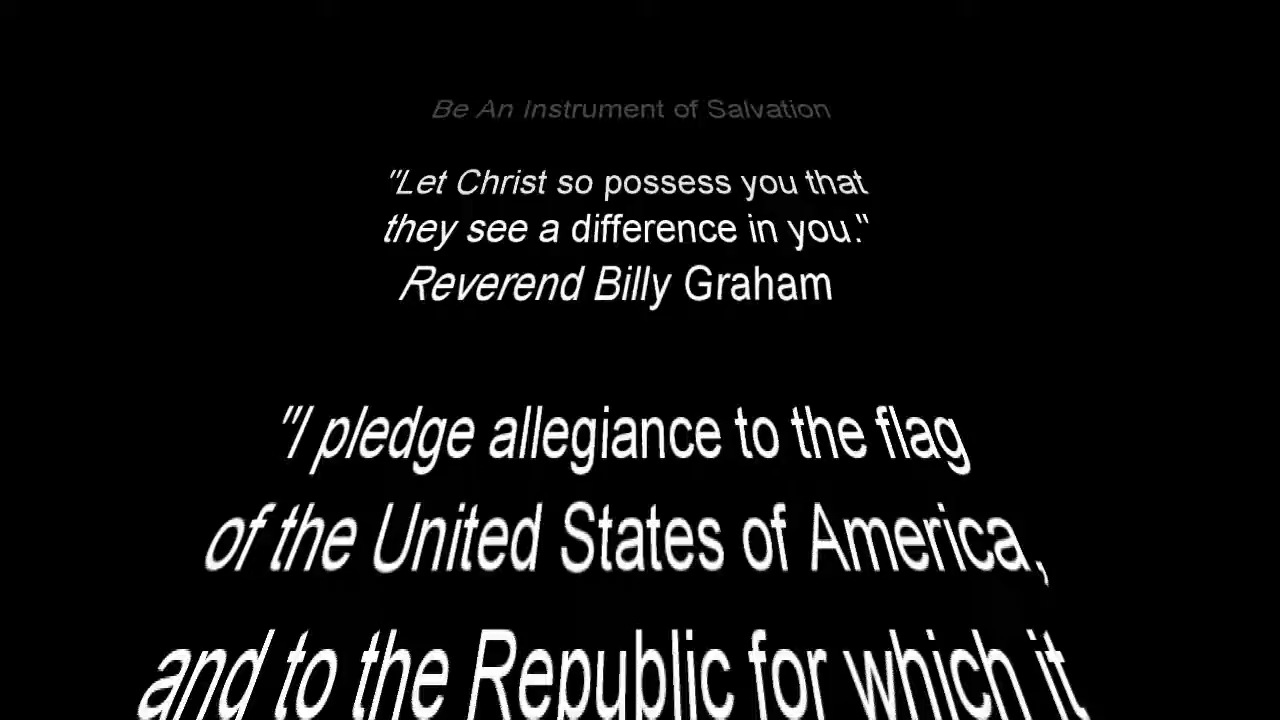 Be An Instrument of Salvation
"Let Christ so possess you that
they see a difference in you."
Reverend Billy Graham
"I pledge allegiance to the flag
of the United States of America,
and to the Republic for which it